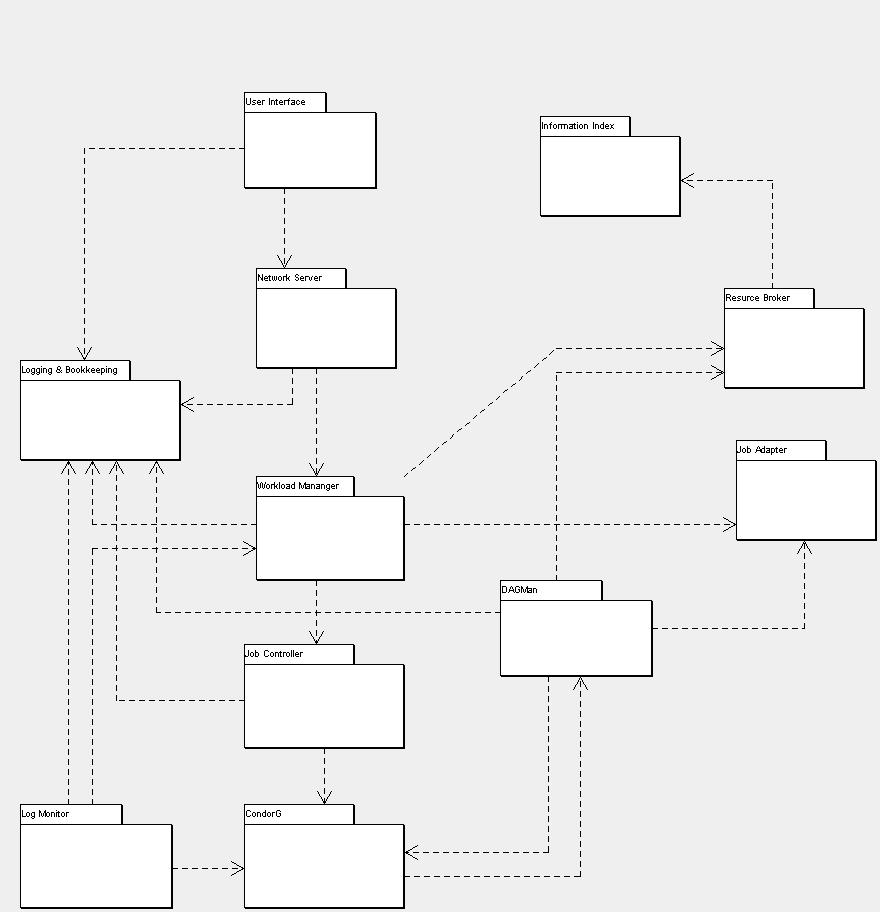 User Interface
Information Index
Network Server
Resurce Broker
Logging & Bookkeeping
Job Adapter
Workload Mananger
DAGMan
Job Controller
Log Monitor
CondorG